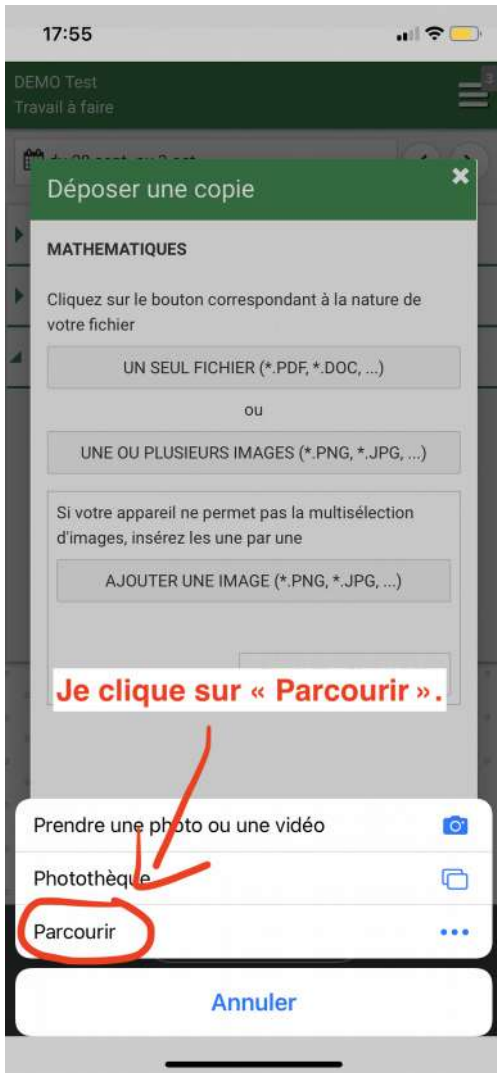 17:55
DEMO Test
3
Travail à faire
Déposer une copie
MATHEMATIQUES
Cliquez sur le bouton correspondant à la nature de
votre fichier
UN SEUL FICHIER (*.PDF, *.DOC, ...)
ou
UNE OU PLUSIEURS IMAGES (*.PNG, *.JPG, ...)
Si votre appareil ne permet pas la multisélection
d'images, insérez les une par une
AJOUTER UNE IMAGE (*.PNG, *.JPG, ...)
Je clique sur « Parcourir ».
Prendre une photo ou une vidéo
Photothèque
Parcourir
Annuler